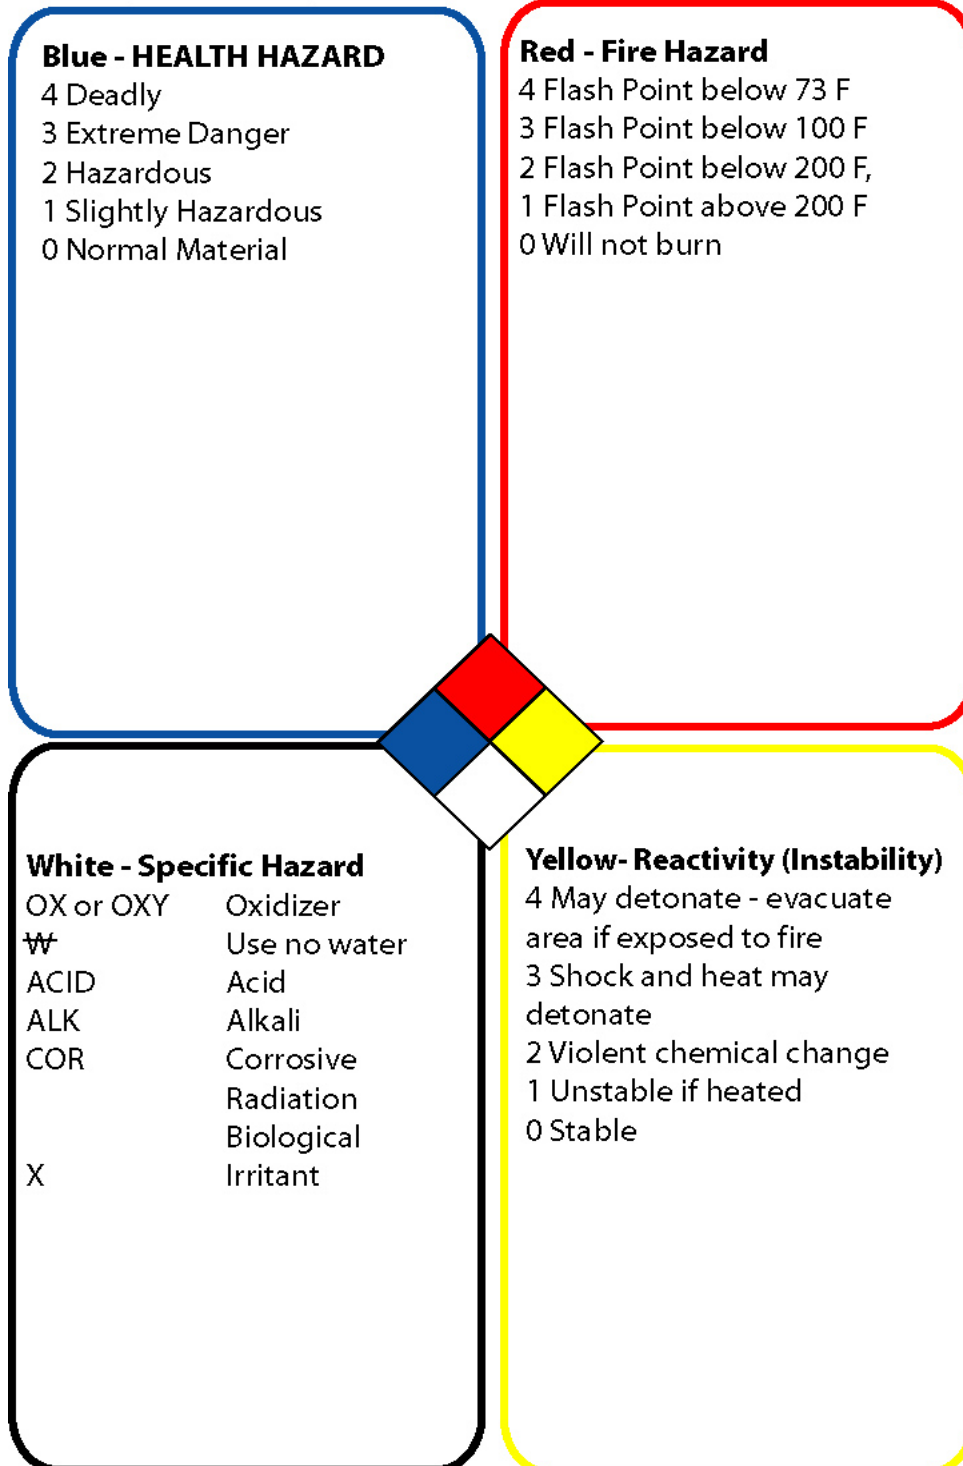 Blue - HEALTH HAZARD
4 Deadly
3 Extreme Danger
2 Hazardous
1 Slightly Hazardous
0 Normal Material
Red - Fire Hazard
4 Flash Point below 73 F
3 Flash Point below 100 F
2 Flash Point below 200 F,
1 Flash Point above 200 F
0 Will not burn
White - Specific Hazard
OX or OXY Oxidizer
W Use no water
ACID Acid
ALK Alkali
COR Corrosive
Radiation
Biological
X Irritant
Yellow- Reactivity (Instability)
4 May detonate - evacuate
area if exposed to fire
3 Shock and heat may
detonate
2 Violent chemical change
1 Unstable if heated
0 Stable